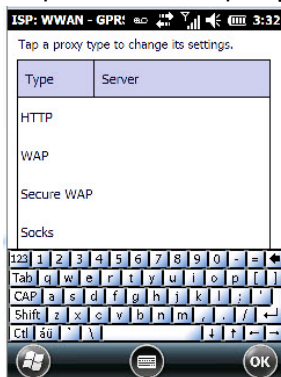 ISP: WWAN - GPR: 3:32
Tap a proxy type to change its settings.
Type Server
HTTP
WAP
Secure WAP
Socks
123 1 2 3 4 5 6 7 8 9 0 - =
Tab q w e r t y u i o p [ ]
CAP a s d f g h j k l ; '
Shift z x c v b n m , . /
Ctl áü ` \
OK